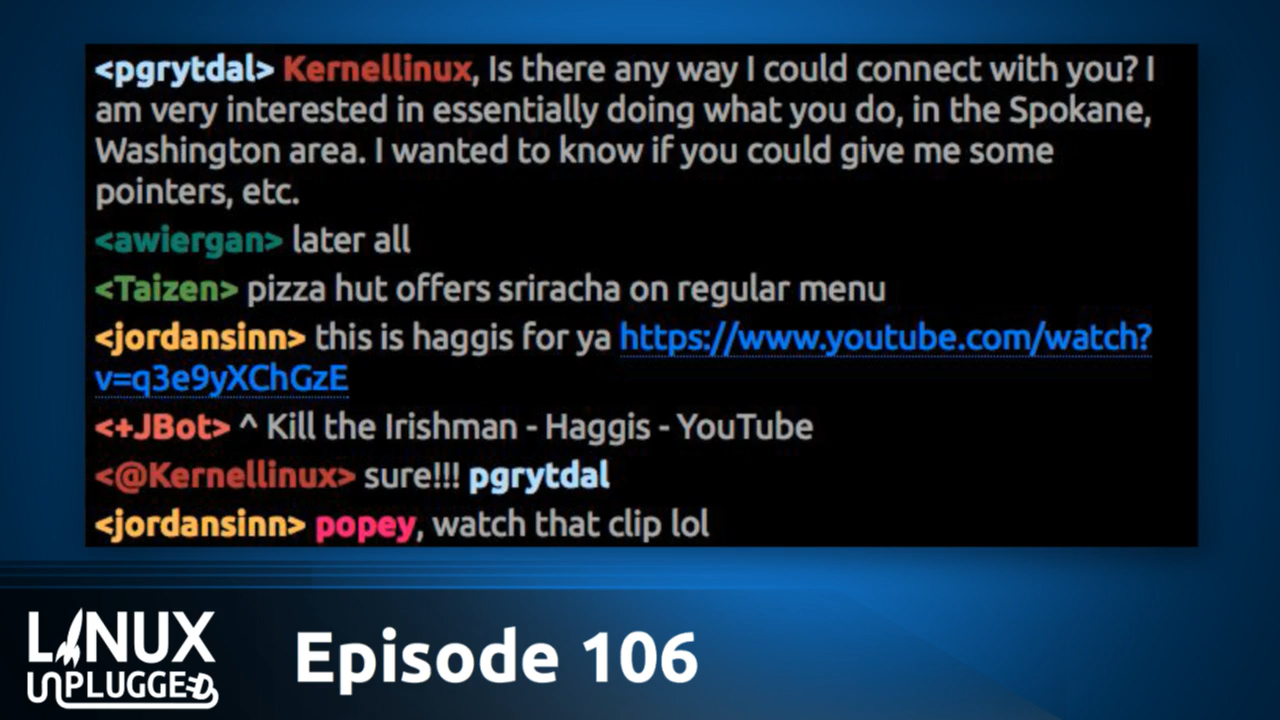 <pgrytdal> Kernellinux, Is there any way I could connect with you? I
am very interested in essentially doing what you do, in the Spokane,
Washington area. I wanted to know if you could give me some
pointers, etc.
<awiergan> later all
<Taizen> pizza hut offers sriracha on regular menu
<jordansinn> this is haggis for ya https://www.youtube.com/watch?
v=q3e9yXChGzE
<+JBot> ^ Kill the Irishman - Haggis - YouTube
<@Kernellinux> sure!!! pgrytdal
<jordansinn> popey, watch that clip lol
LINUX
UNPLUGGED
Episode 106